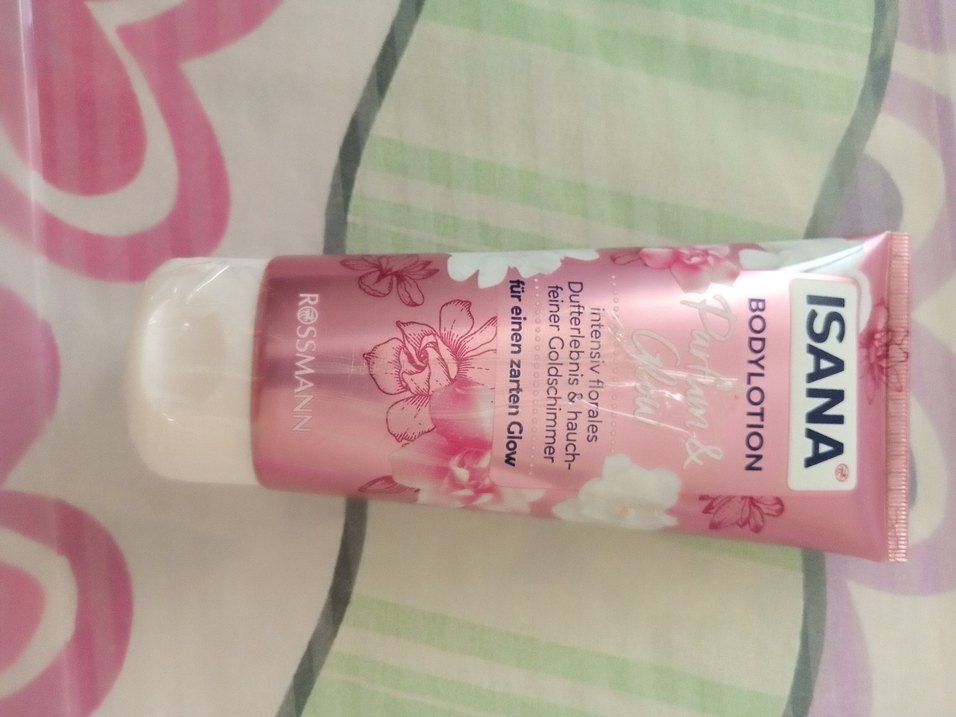 ISANA
BODYLOTION
Parfum &
Glow
intensiv florales
Dufterlebnis & hauch-
feiner Goldschimmer
für einen zarten Glow
ROSSMANN